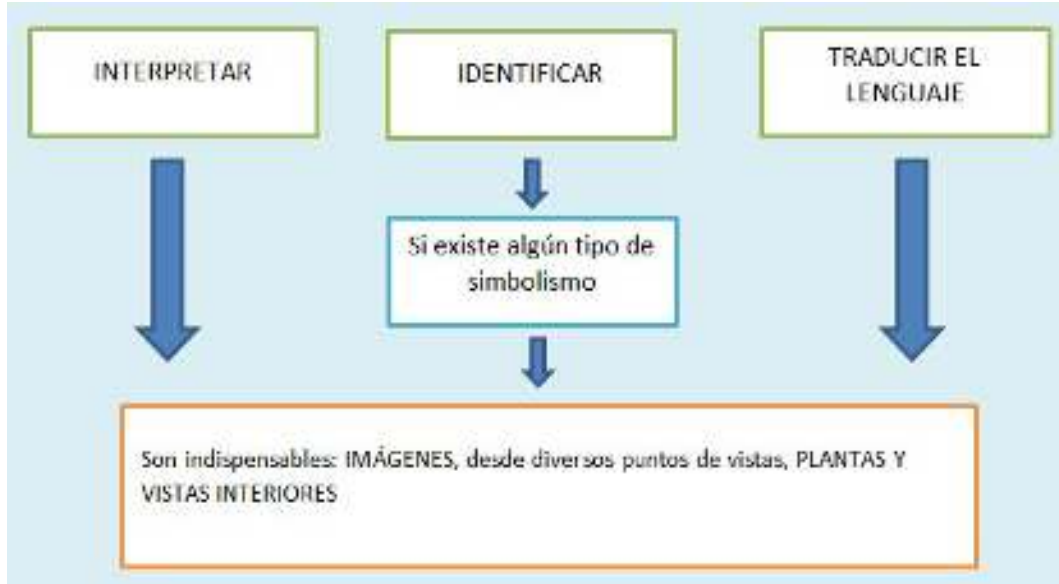 INTERPRETAR
IDENTIFICAR
TRADUCIR EL
LENGUAJE
Si existe algún tipo de
simbolismo
Son indispensables: IMÁGENES, desde diversos puntos de vistas, PLANTAS Y
VISTAS INTERIORES